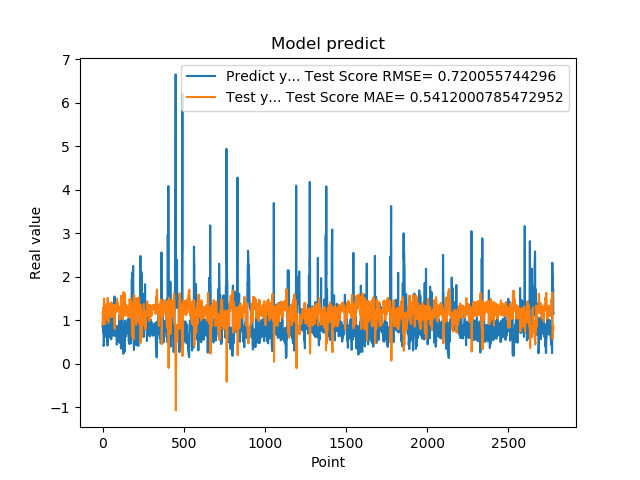 Model predict
Predict y... Test Score RMSE= 0.720055744296
Test y... Test Score MAE= 0.5412000785472952
Real value
7
6
5
4
3
2
1
0
−1
0 500 1000 1500 2000 2500
Point